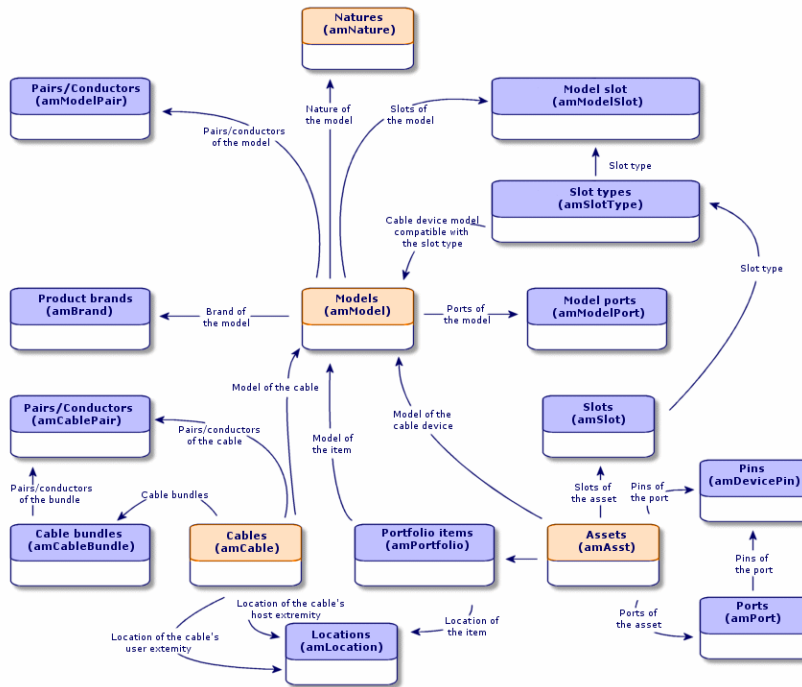 Natures
(amNature)
Pairs/Conductors
(amModelPair)
Model slot
(amModelSlot)
Nature of
the model
Slots of
the model
Pairs/conductors
of the model
Slot type
Slot types
(amSlotType)
Cable device model
compatible with
the slot type
Slot type
Product brands
(amBrand)
Brand of
the model
Models
(amModel)
Ports of
the model
Model ports
(amModelPort)
Model of the cable
Pairs/Conductors
(amCablePair)
Pairs/conductors
of the cable
Model of
the item
Model of the
cable device
Slots
(amSlot)
Pairs/conductors
of the bundle
Cable bundles
Slots of
the asset
Pins of
the port
Pins
(amDevicePin)
Cable bundles
(amCableBundle)
Cables
(amCable)
Portfolio items
(amPortfolio)
Assets
(amAsst)
Pins of
the port
Location of the cable's
host extremity
Location of the cable's
user extemity
Locations
(amLocation)
Location of
the item
Ports of
the asset
Ports
(amPort)